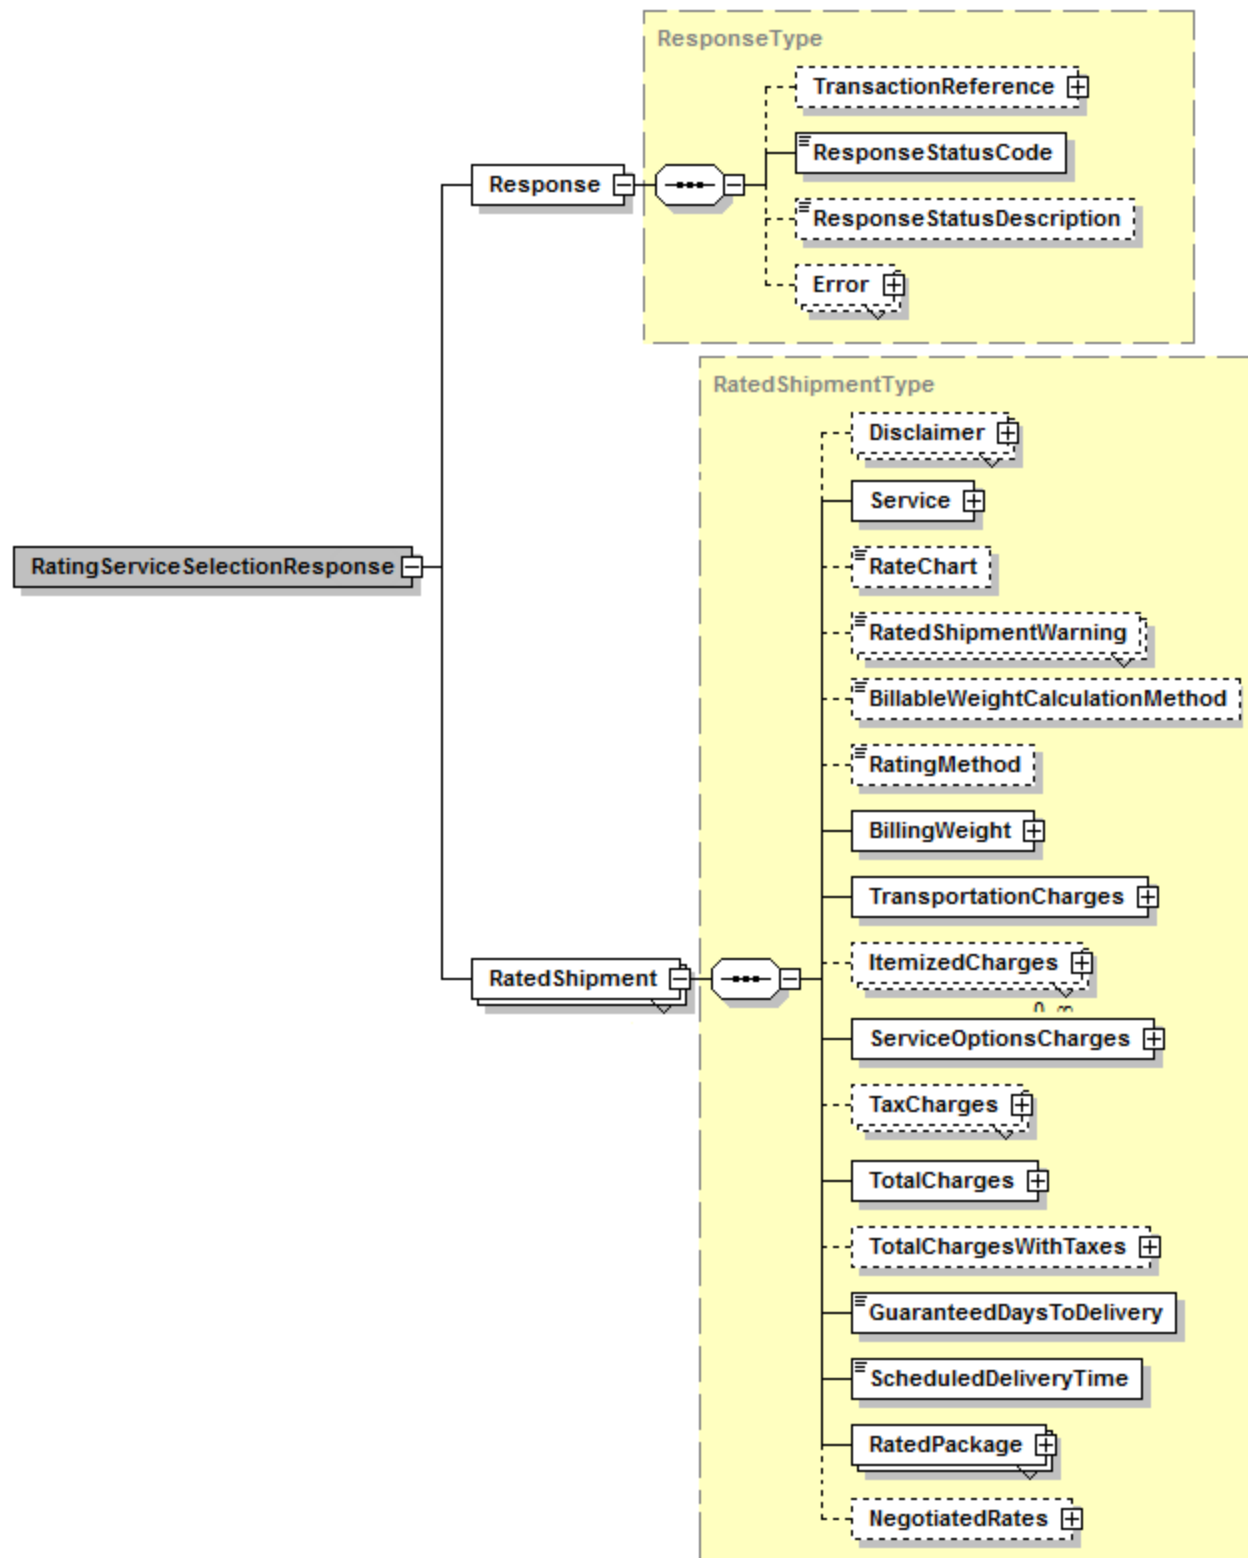 ResponseType
TransactionReference
ResponseStatusCode
Response
ResponseStatusDescription
Error
RatedShipmentType
Disclaimer
Service
RatingServiceSelectionResponse
RateChart
RatedShipmentWarning
BillableWeightCalculationMethod
RatingMethod
BillingWeight
TransportationCharges
ItemizedCharges
RatedShipment
ServiceOptionsCharges
TaxCharges
TotalCharges
TotalChargesWithTaxes
GuaranteedDaysToDelivery
ScheduledDeliveryTime
RatedPackage
NegotiatedRates